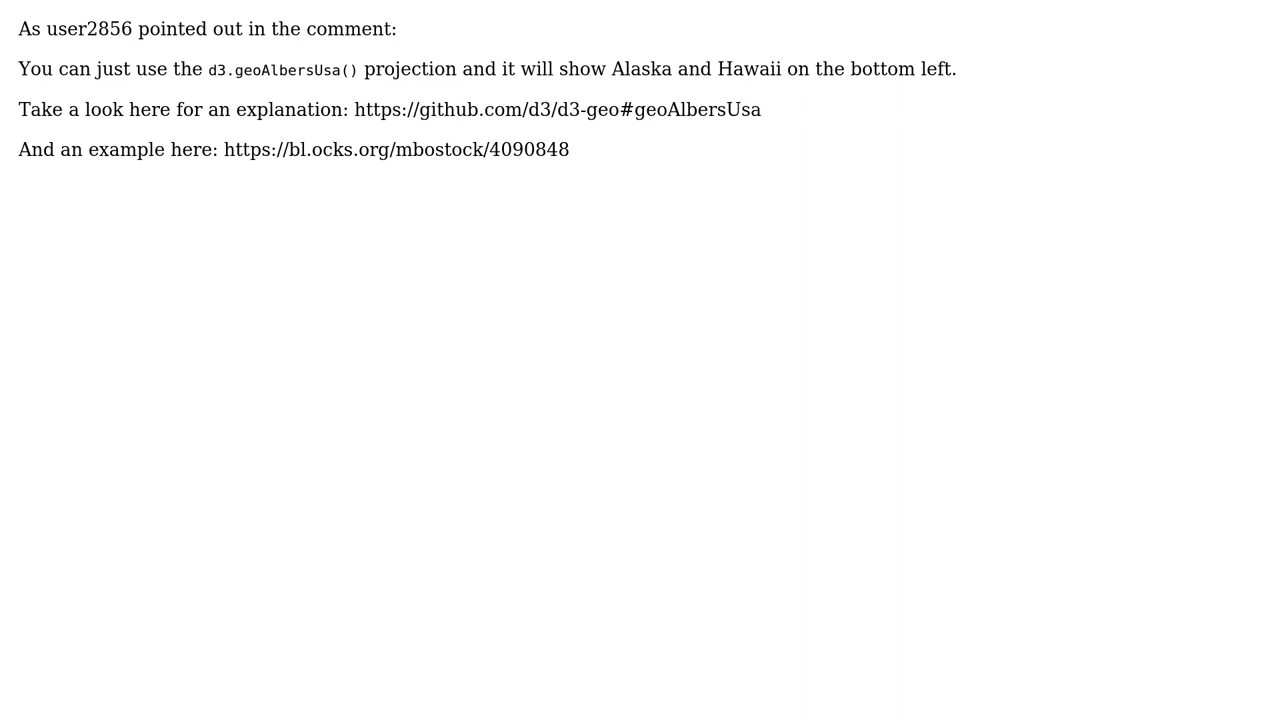 As user2856 pointed out in the comment:
You can just use the d3.geoAlbersUsa() projection and it will show Alaska and Hawaii on the bottom left.
Take a look here for an explanation: https://github.com/d3/d3-geo#geoAlbersUsa
And an example here: https://bl.ocks.org/mbostock/4090848